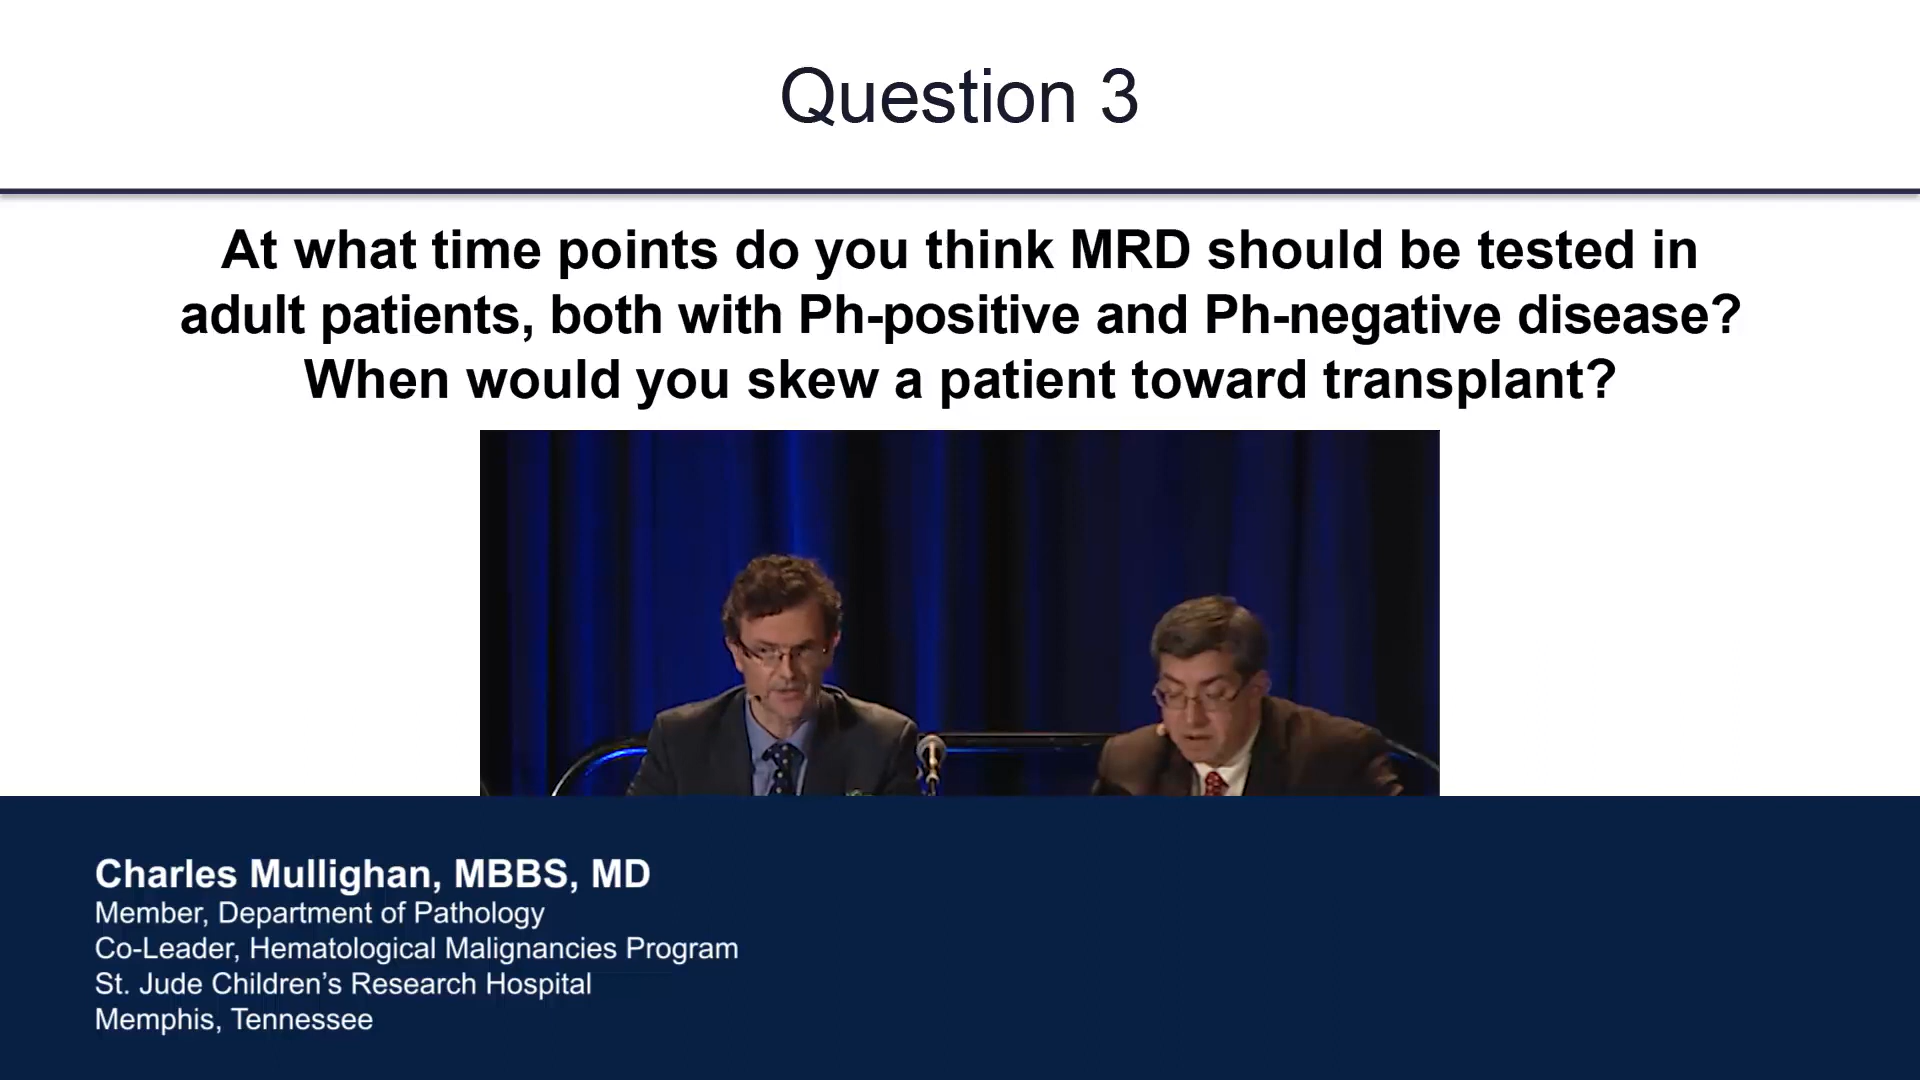 Question 3
At what time points do you think MRD should be tested in
adult patients, both with Ph-positive and Ph-negative disease?
When would you skew a patient toward transplant?
Charles Mullighan, MBBS, MD
Member, Department of Pathology
Co-Leader, Hematological Malignancies Program
St. Jude Children’s Research Hospital
Memphis, Tennessee